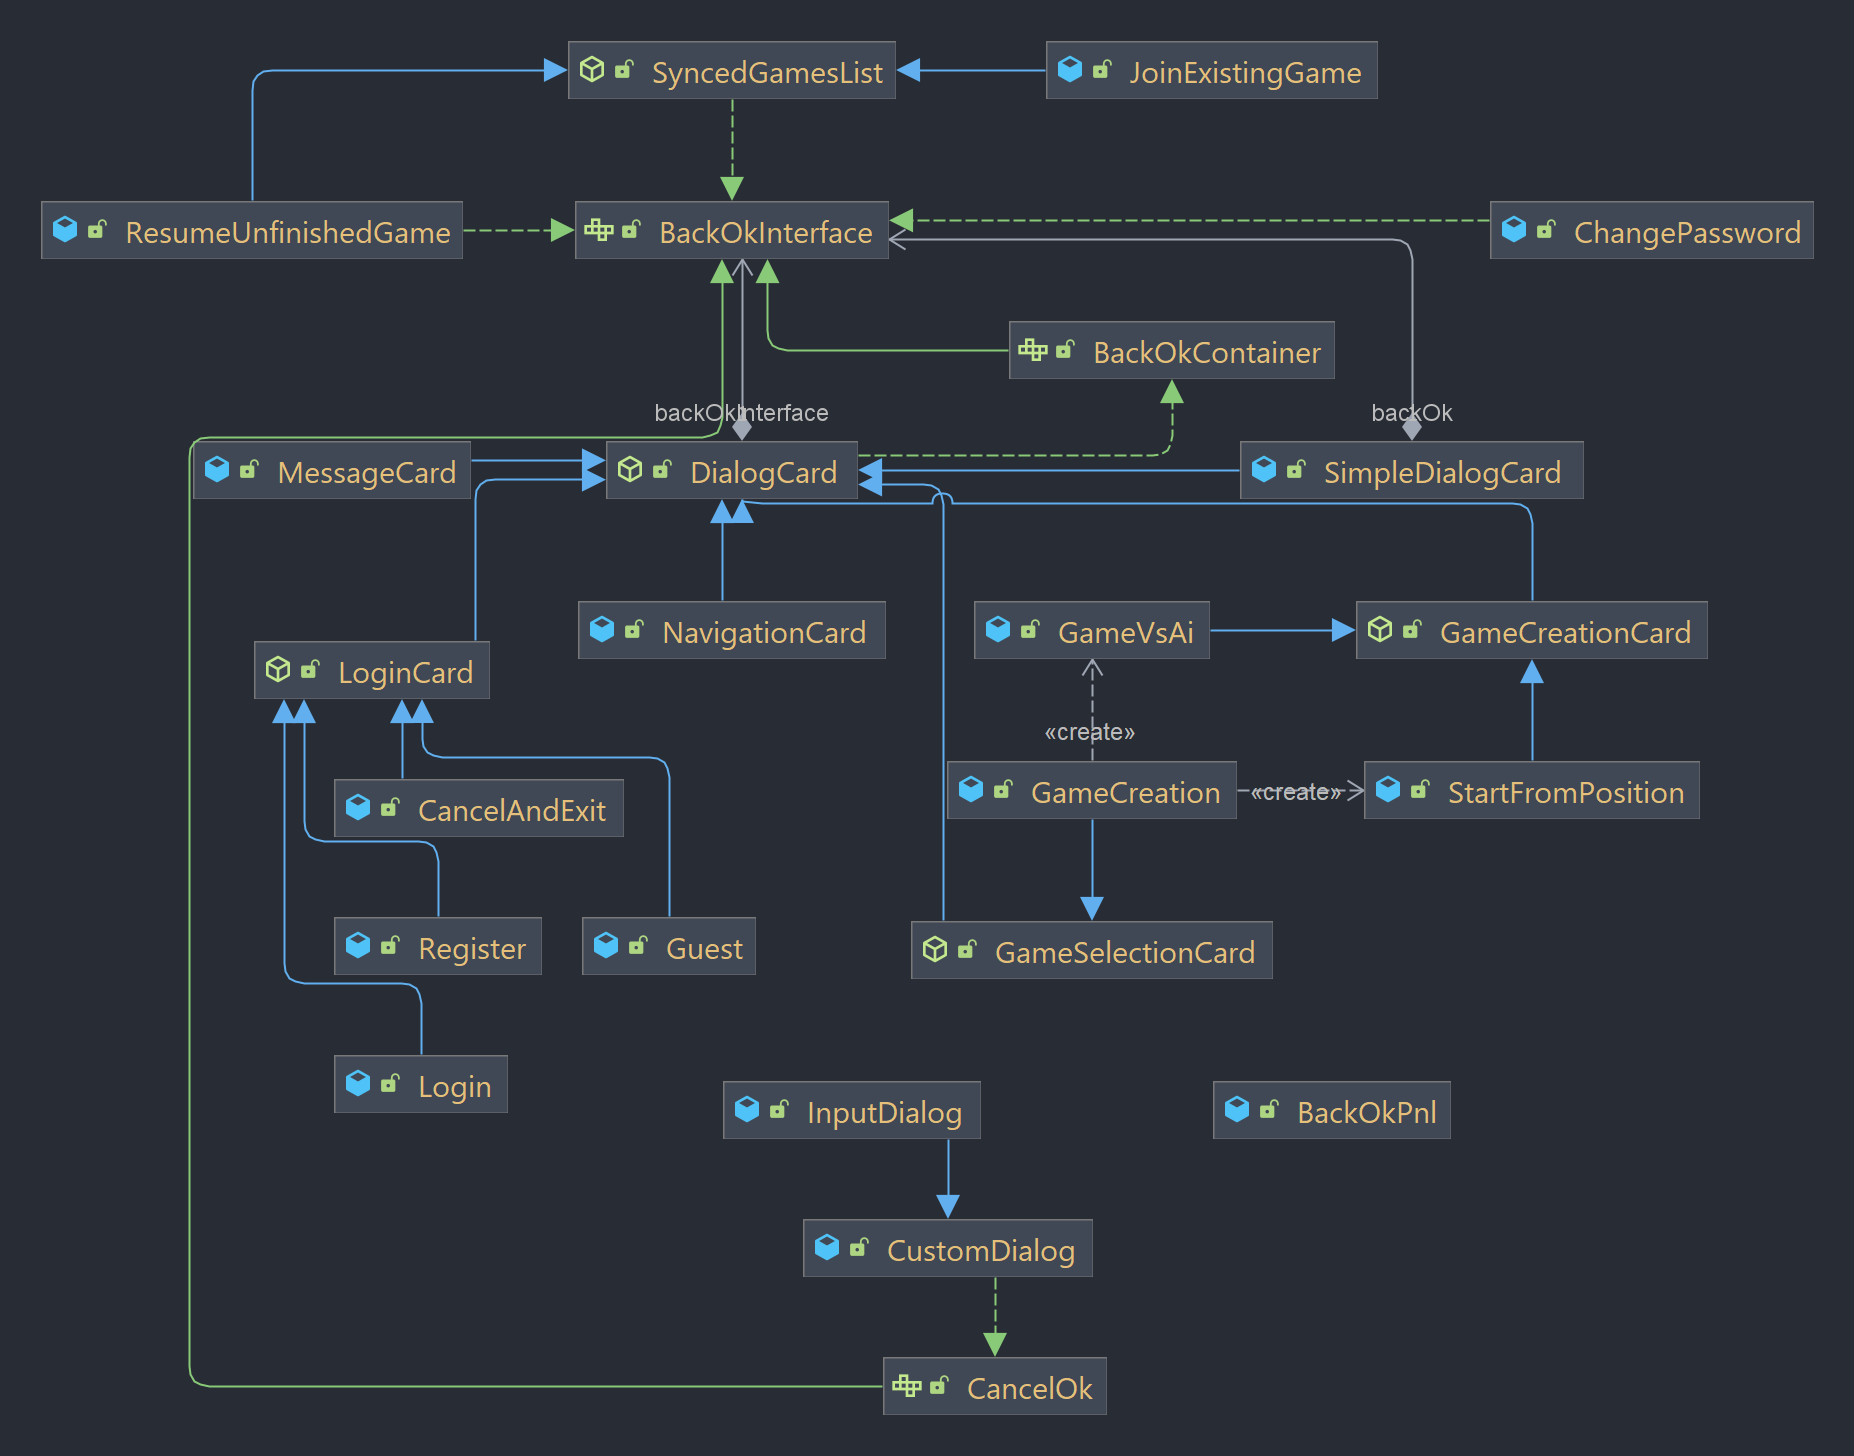 SyncedGamesList
JoinExistingGame
ResumeUnfinishedGame
BackOkInterface
ChangePassword
BackOkContainer
backOkInterface
backOk
MessageCard
DialogCard
SimpleDialogCard
NavigationCard
GameVsAi
GameCreationCard
LoginCard
«create»
CancelAndExit
GameCreation
«create»
StartFromPosition
Register
Guest
GameSelectionCard
Login
InputDialog
BackOkPnl
CustomDialog
CancelOk